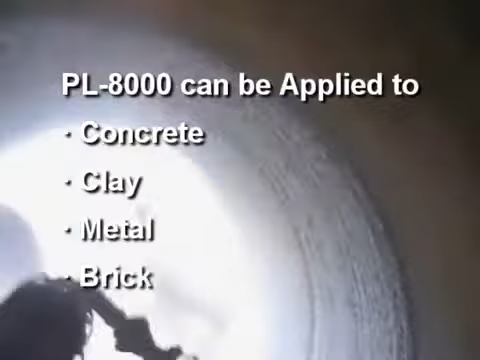 PL-8000 can be Applied to
· Concrete
· Clay
· Metal
· Brick